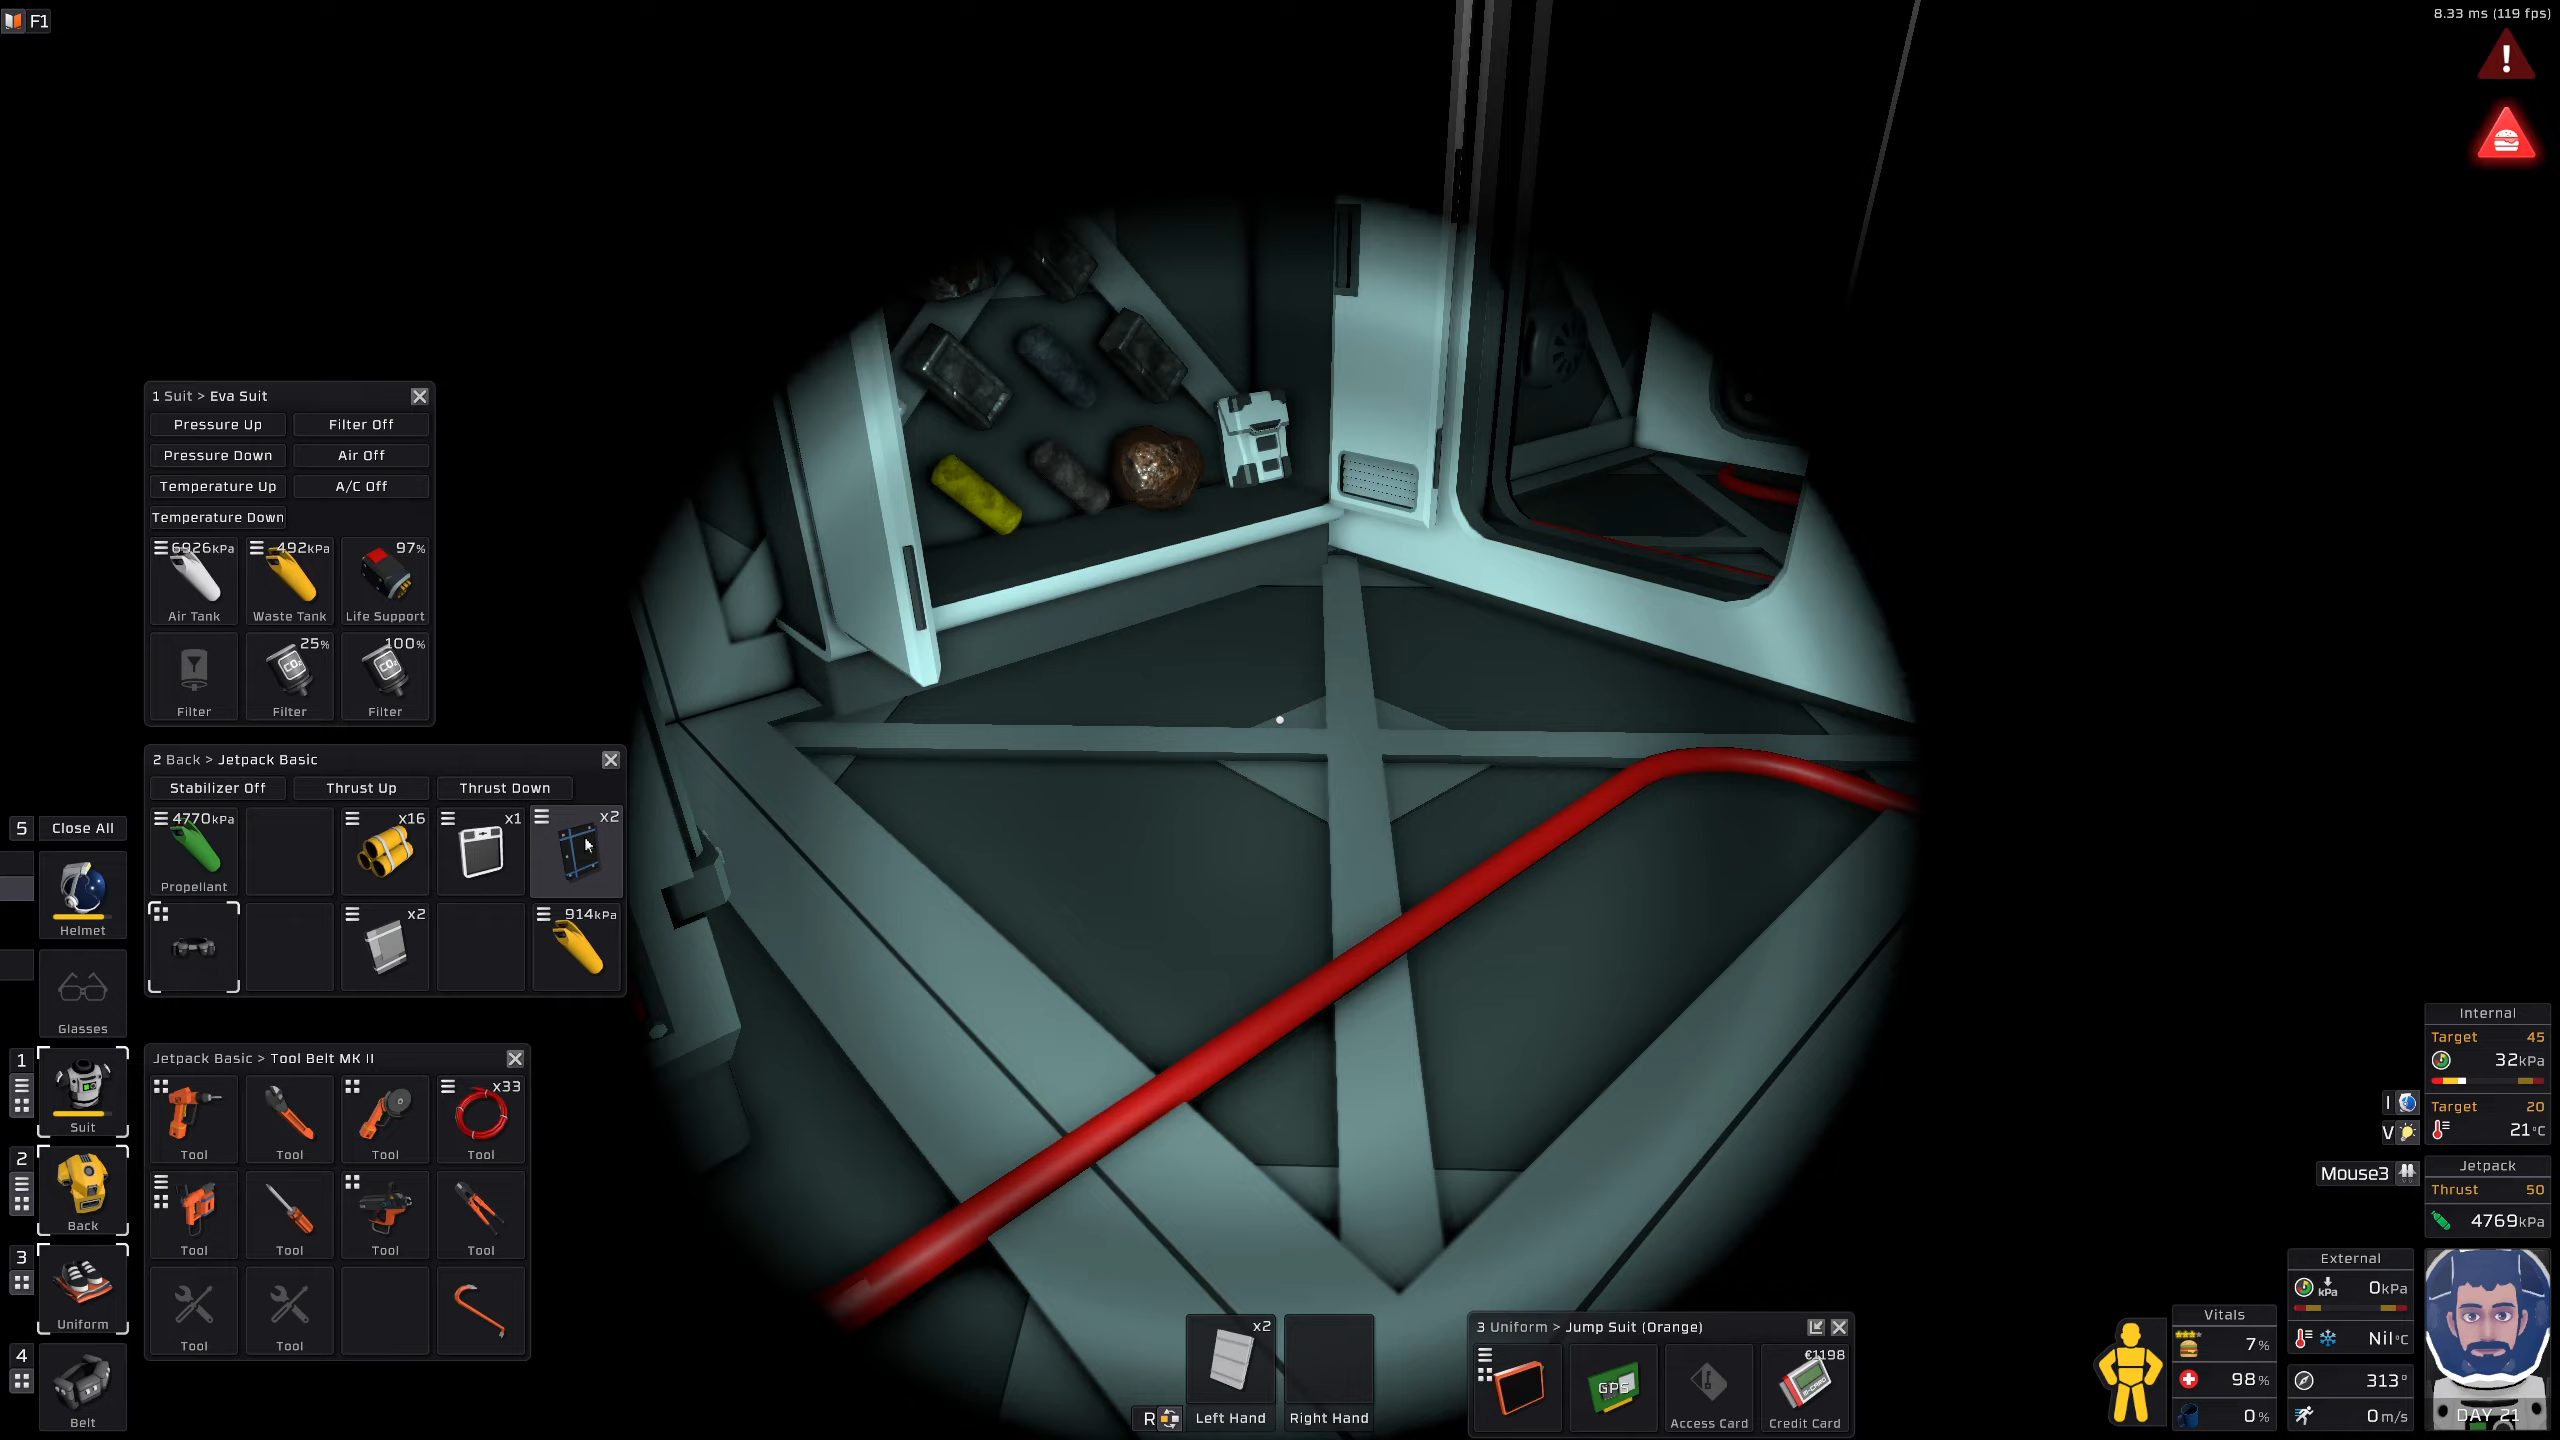 F1
8.33 ms (119 fps)
1 Suit > Eva Suit
Pressure Up
Filter Off
Pressure Down
Air Off
Temperature Up
A/C Off
Temperature Down
6926kPa
492kPa
97%
Air Tank
Waste Tank
Life Support
25%
100%
CO₂
CO₂
Filter
Filter
Filter
2 Back > Jetpack Basic
Stabilizer Off
Thrust Up
Thrust Down
4770kPa
x16
x1
x2
Propellant
x2
914kPa
5
Close All
Helmet
Glasses
1
Suit
2
Back
3
Uniform
4
Belt
Jetpack Basic > Tool Belt MK II
x33
Tool
Tool
Tool
Tool
Tool
Tool
Tool
Tool
Tool
Tool
x2
R
Left Hand
Right Hand
3 Uniform > Jump Suit (Orange)
€1198
GPS
Access Card
Credit Card
Internal
Target 45
32kPa
Target 20
21°C
I
V
Mouse3
Jetpack
Thrust 50
4769kPa
External
kPa
0kPa
Nil°C
313°
0m/s
Vitals
7%
98%
0%
DAY 21